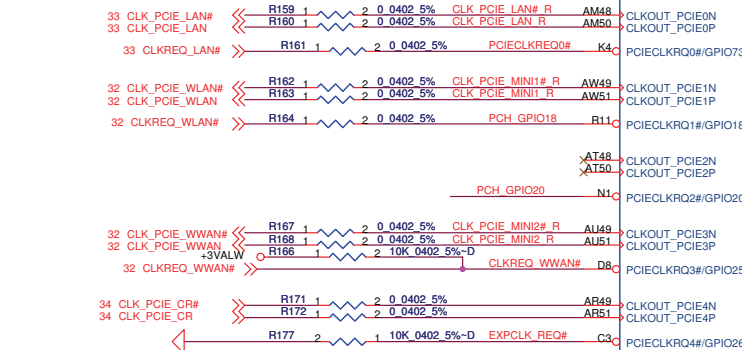 33 CLK_PCIE_LAN# R159 1 2 0_0402_5% CLK_PCIE_LAN#_R AM48 CLKOUT_PCIE0N
33 CLK_PCIE_LAN R160 1 2 0_0402_5% CLK_PCIE_LAN_R AM50 CLKOUT_PCIE0P
33 CLKREQ_LAN# R161 1 2 0_0402_5% PCIECLKREQ0# K4 PCIECLKRQ0#/GPIO73
32 CLK_PCIE_WLAN# R162 1 2 0_0402_5% CLK_PCIE_MINI1#_R AW49 CLKOUT_PCIE1N
32 CLK_PCIE_WLAN R163 1 2 0_0402_5% CLK_PCIE_MINI1_R AW51 CLKOUT_PCIE1P
32 CLKREQ_WLAN# R164 1 2 0_0402_5% PCH_GPIO18 R11 PCIECLKRQ1#/GPIO18
AT48 CLKOUT_PCIE2N
AT50 CLKOUT_PCIE2P
PCH_GPIO20 N1 PCIECLKRQ2#/GPIO20
32 CLK_PCIE_WWAN# R167 1 2 0_0402_5% CLK_PCIE_MINI2#_R AU49 CLKOUT_PCIE3N
32 CLK_PCIE_WWAN R168 1 2 0_0402_5% CLK_PCIE_MINI2_R AU51 CLKOUT_PCIE3P
+3VALW R166 1 2 10K_0402_5%~D
32 CLKREQ_WWAN# CLKREQ_WWAN# D8 PCIECLKRQ3#/GPIO25
34 CLK_PCIE_CR# R171 1 2 0_0402_5% AR49 CLKOUT_PCIE4N
34 CLK_PCIE_CR R172 1 2 0_0402_5% AR51 CLKOUT_PCIE4P
R177 2 1 10K_0402_5%~D EXPCLK_REQ# C3 PCIECLKRQ4#/GPIO26